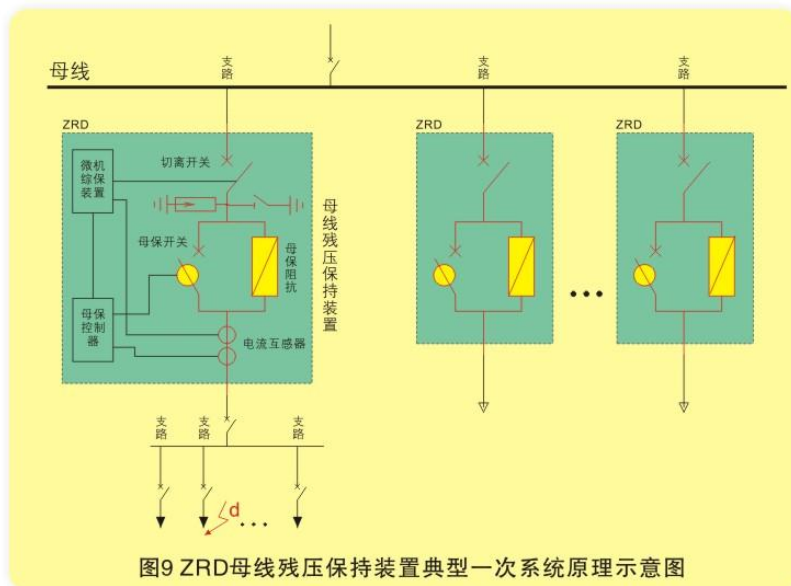 母线
支路
支路
支路
ZRD
ZRD
ZRD
微机
综保
装置
切离开关
母保开关
母保阻抗
母线残压保持装置
母保
控制
器
电流互感器
支路
支路
支路
d
...
...
图9 ZRD母线残压保持装置典型一次系统原理示意图